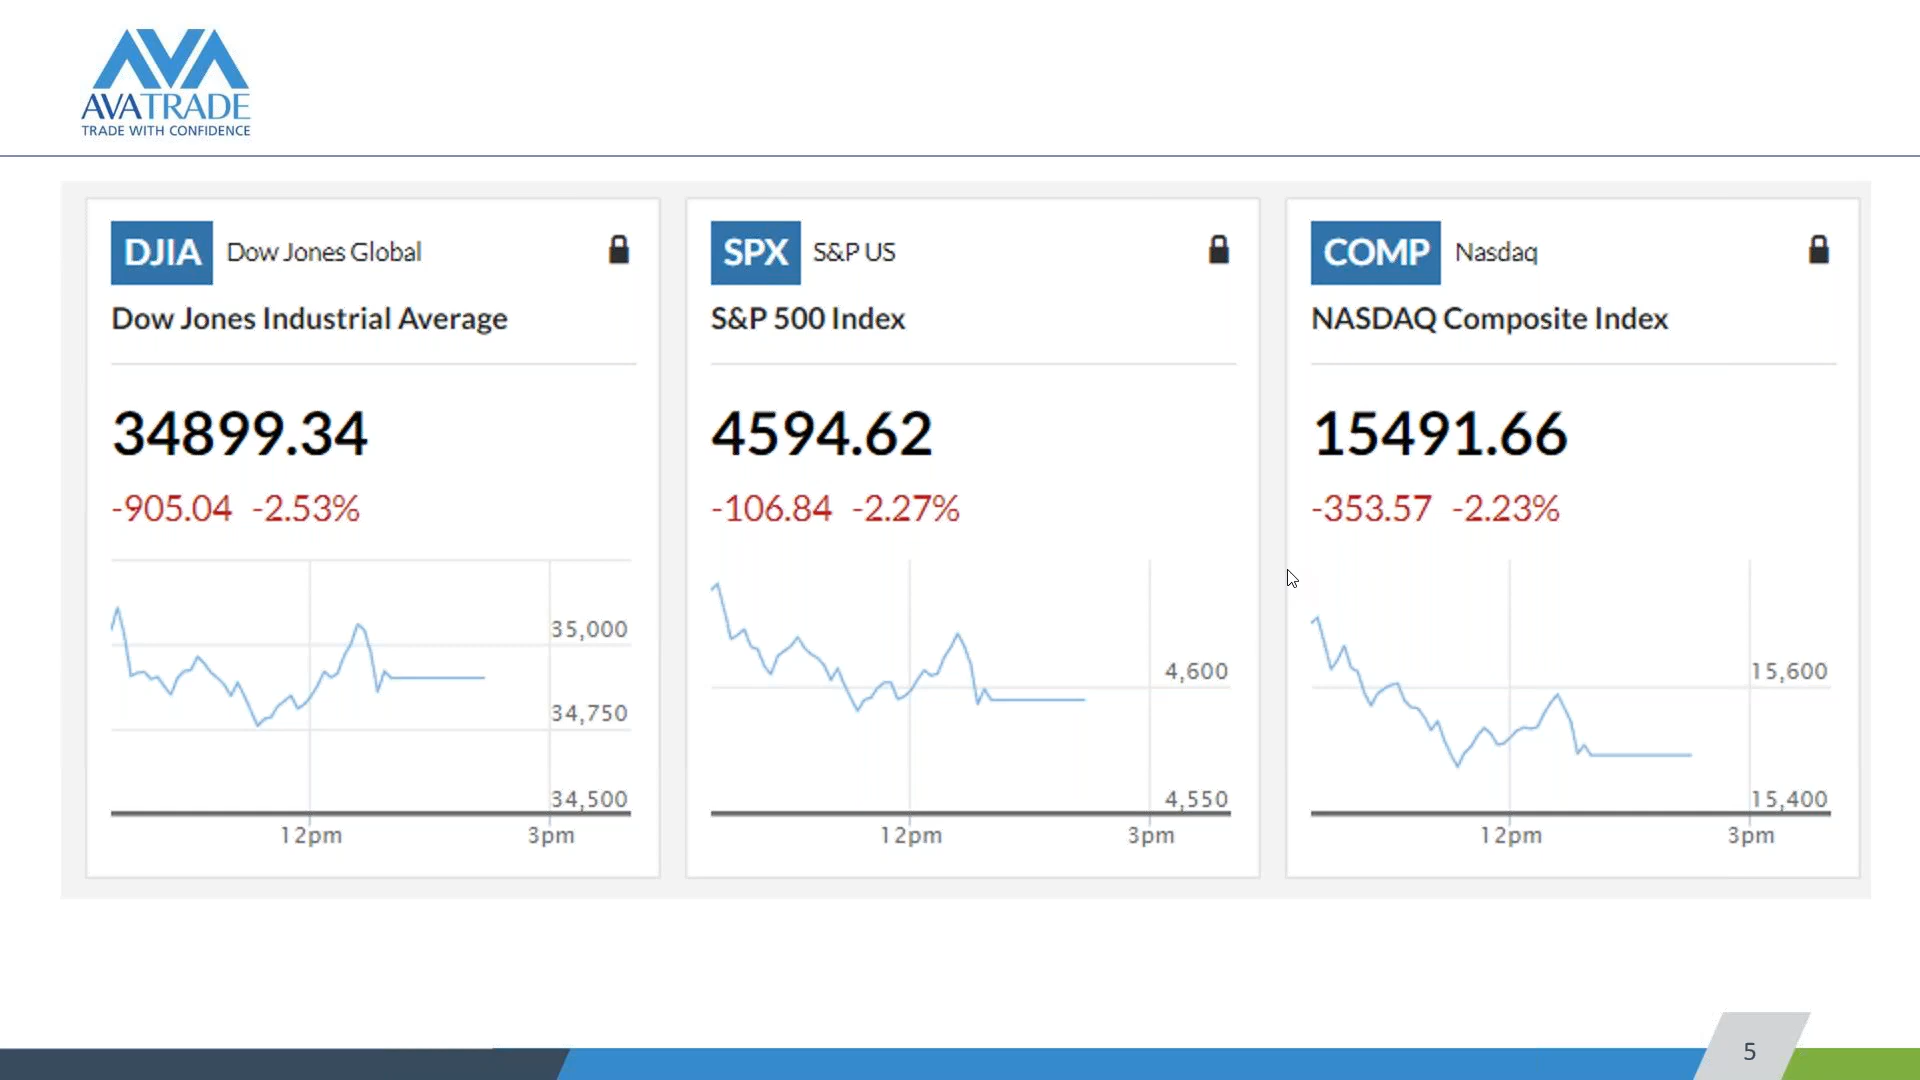 AVATRADE
TRADE WITH CONFIDENCE
DJIA Dow Jones Global
Dow Jones Industrial Average
34899.34
-905.04 -2.53%
35,000
34,750
34,500
12pm 3pm
SPX S&P US
S&P 500 Index
4594.62
-106.84 -2.27%
4,600
4,550
12pm 3pm
COMP Nasdaq
NASDAQ Composite Index
15491.66
-353.57 -2.23%
15,600
15,400
12pm 3pm
5